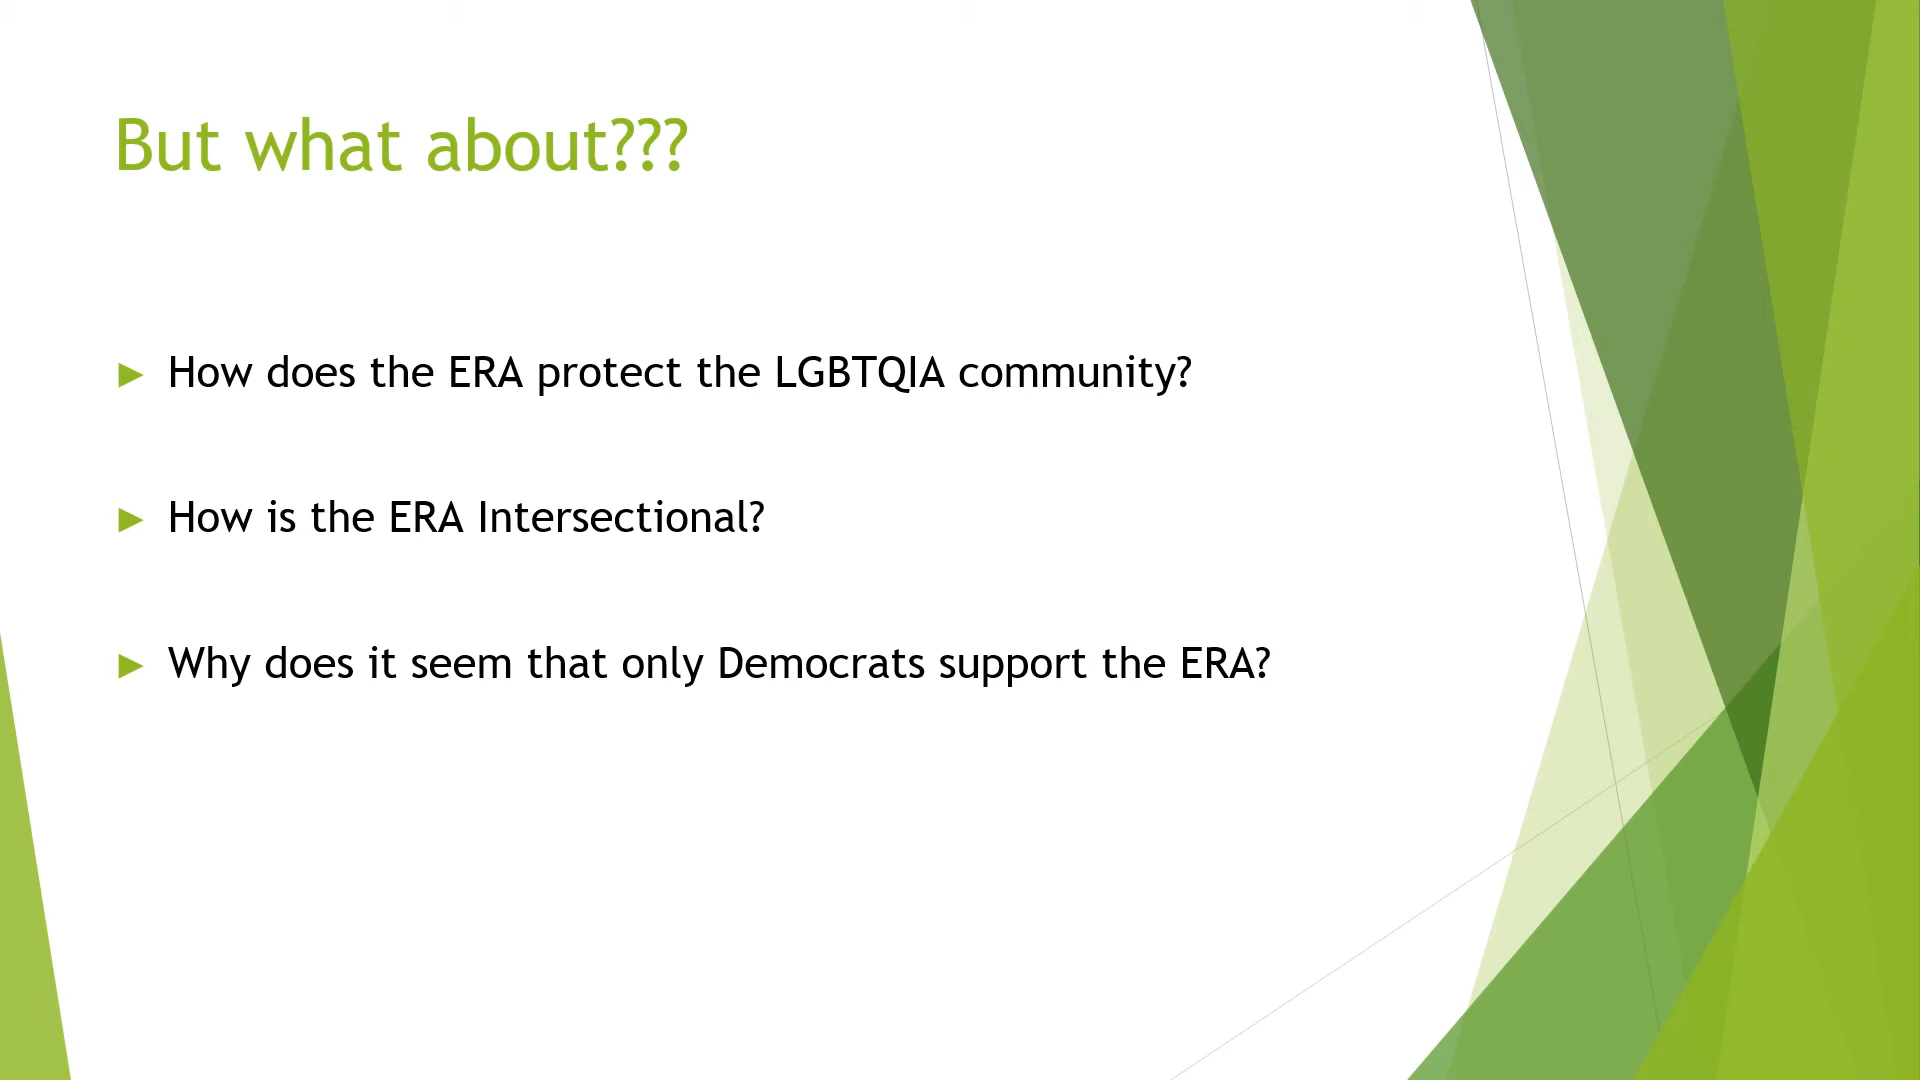 But what about???
How does the ERA protect the LGBTQIA community?
How is the ERA Intersectional?
Why does it seem that only Democrats support the ERA?